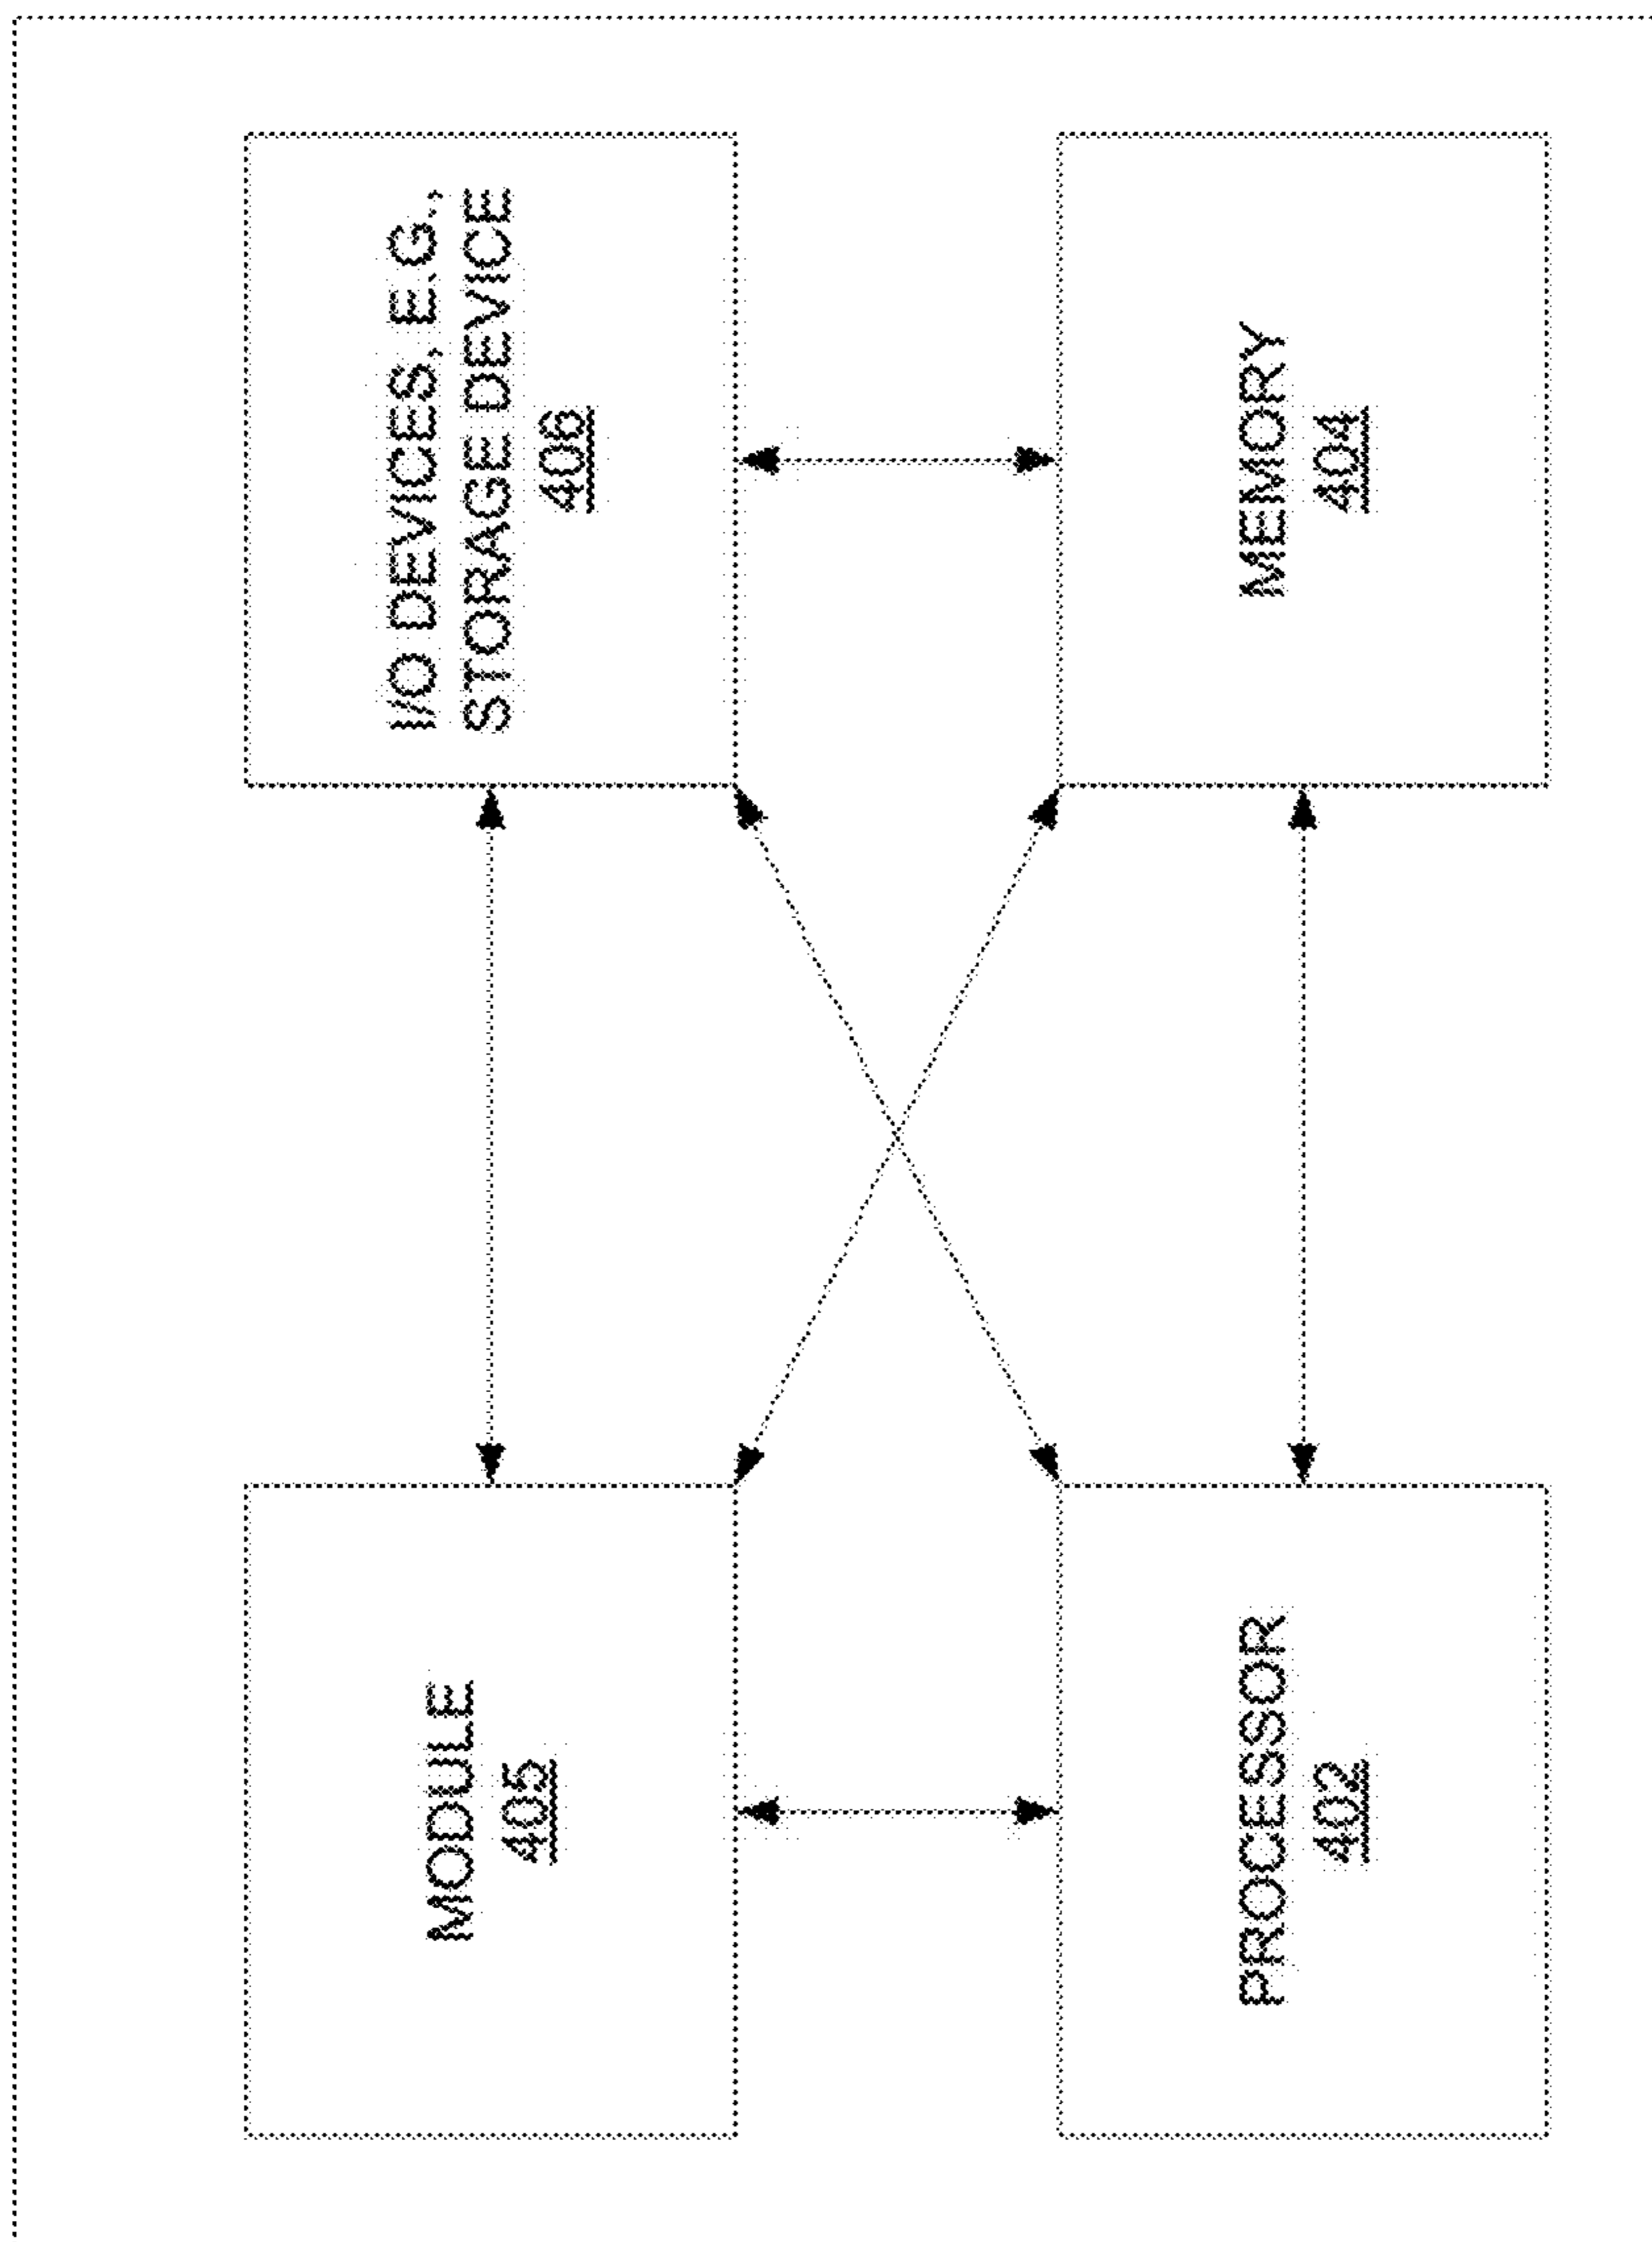 MODULE
405
I/O DEVICES, E.G.,
STORAGE DEVICE
406
PROCESSOR
402
MEMORY
404